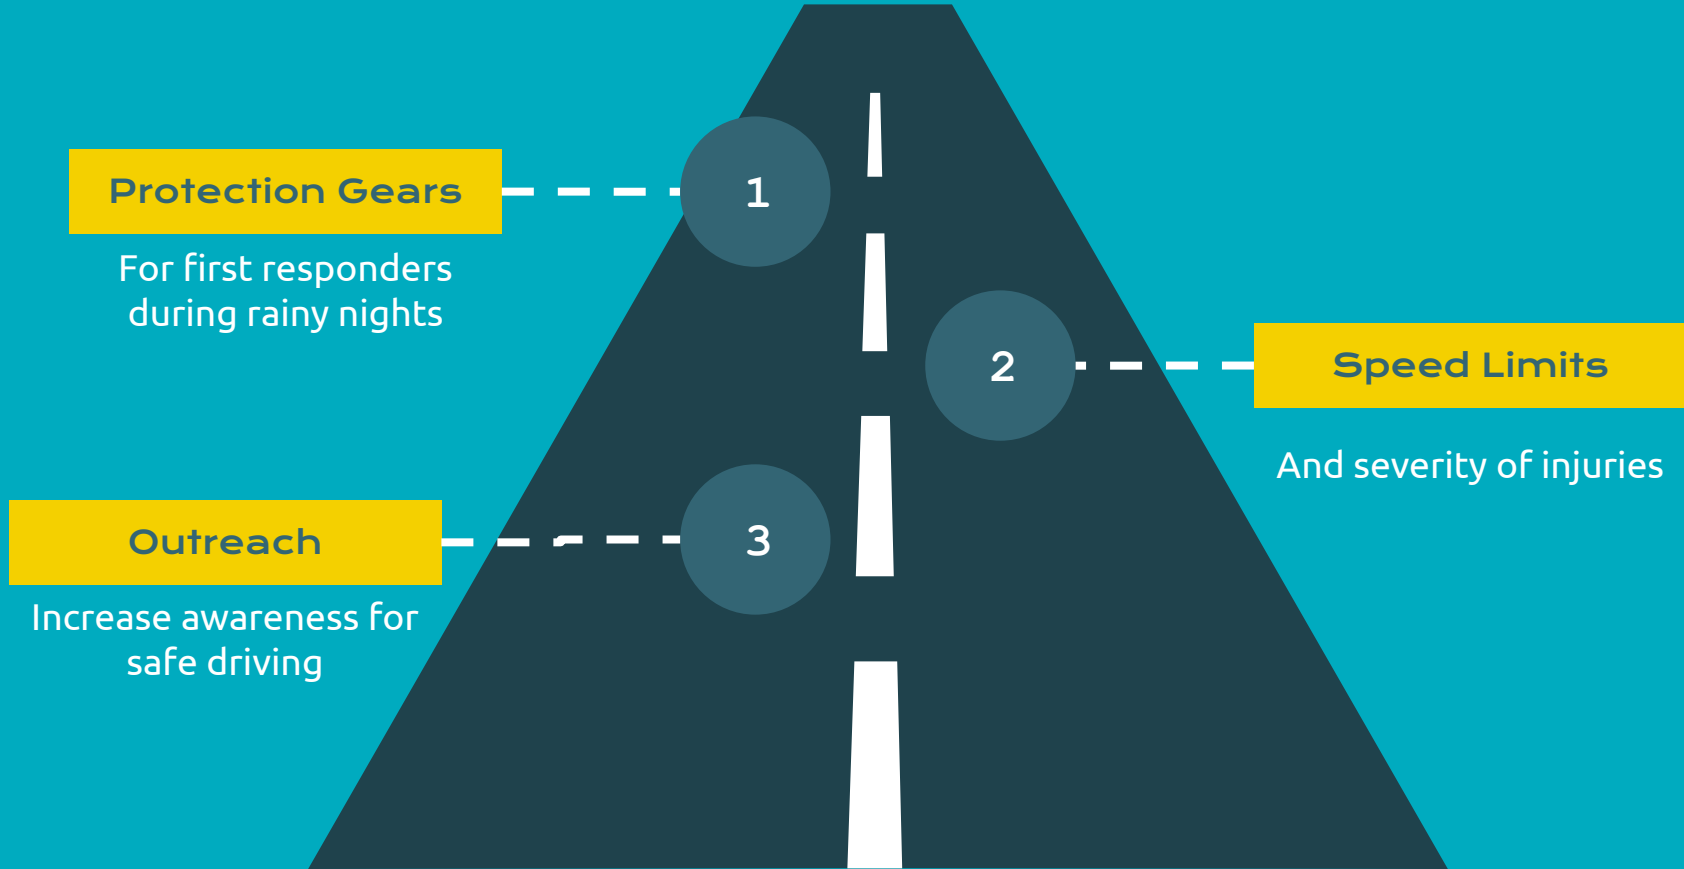 Protection Gears
1
For first responders
during rainy nights
2
Speed Limits
And severity of injuries
Outreach
3
Increase awareness for
safe driving